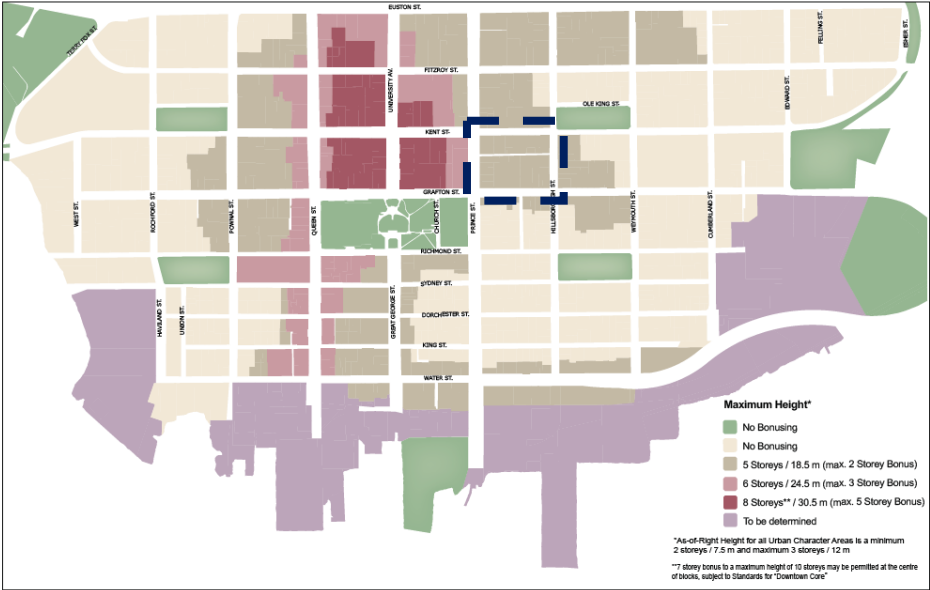 EUSTON ST.
TERRY FOX ST.
FELLING ST.
ESHER ST.
FITZROY ST.
UNIVERSITY AV.
EDWARD ST.
OLE KING ST.
KENT ST.
GRAFTON ST.
WEST ST.
ROCHFORD ST.
POWNAL ST.
QUEEN ST.
CHURCH ST.
PRINCE ST.
HILLSBOROUGH ST.
WEYMOUTH ST.
CUMBERLAND ST.
RICHMOND ST.
SYDNEY ST.
HAVILAND ST.
UNION ST.
GREAT GEORGE ST.
DORCHESTER ST.
KING ST.
WATER ST.
Maximum Height*
No Bonusing
No Bonusing
5 Storeys / 18.5 m (max. 2 Storey Bonus)
6 Storeys / 24.5 m (max. 3 Storey Bonus)
8 Storeys** / 30.5 m (max. 5 Storey Bonus)
To be determined
*As-of-Right Height for all Urban Character Areas is a minimum
2 storeys / 7.5 m and maximum 3 storeys / 12 m
**7 storey bonus to a maximum height of 10 storeys may be permitted at the centre
of blocks, subject to Standards for "Downtown Core"